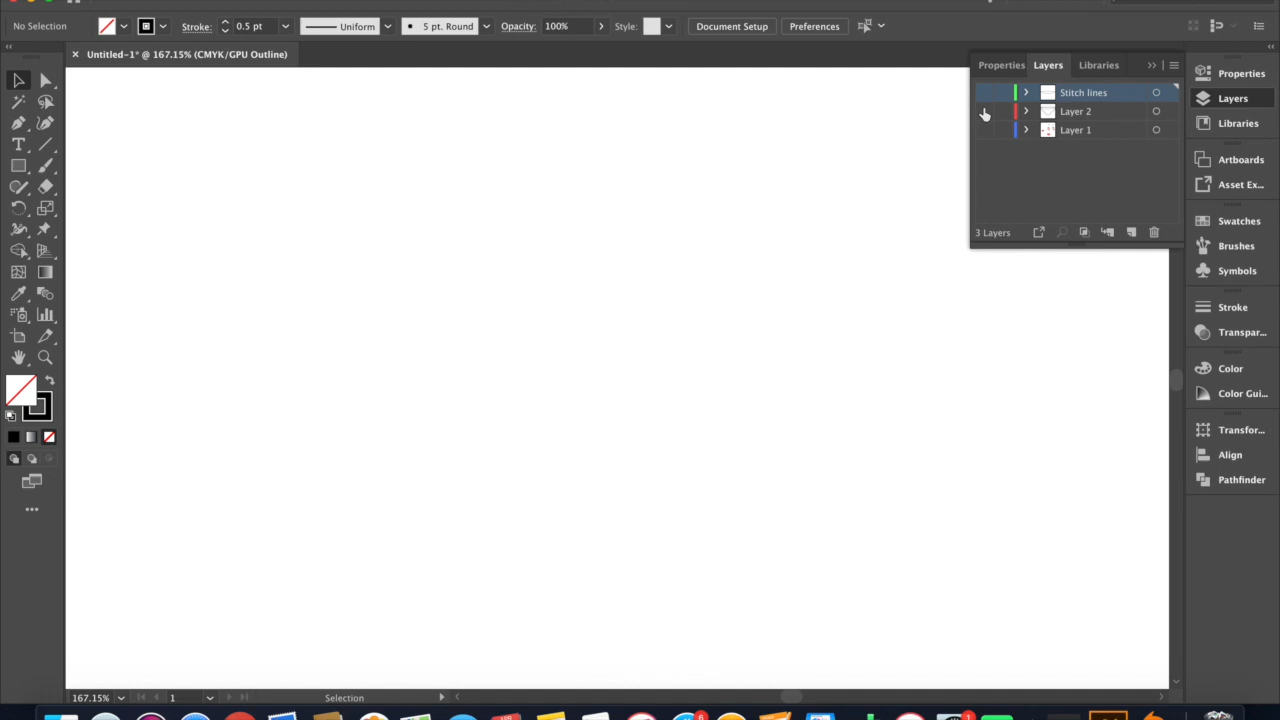 No Selection Stroke: 0.5 pt Uniform 5 pt. Round Opacity: 100% Style: Document Setup Preferences
× Untitled-1* @ 167.15% (CMYK/GPU Outline)
Properties Layers Libraries
Stitch lines
Layer 2
Layer 1
3 Layers
Properties
Layers
Libraries
Artboards
Asset Ex...
Swatches
Brushes
Symbols
Stroke
Transpar...
Color
Color Gui...
Transfor...
Align
Pathfinder
167.15% 1 Selection